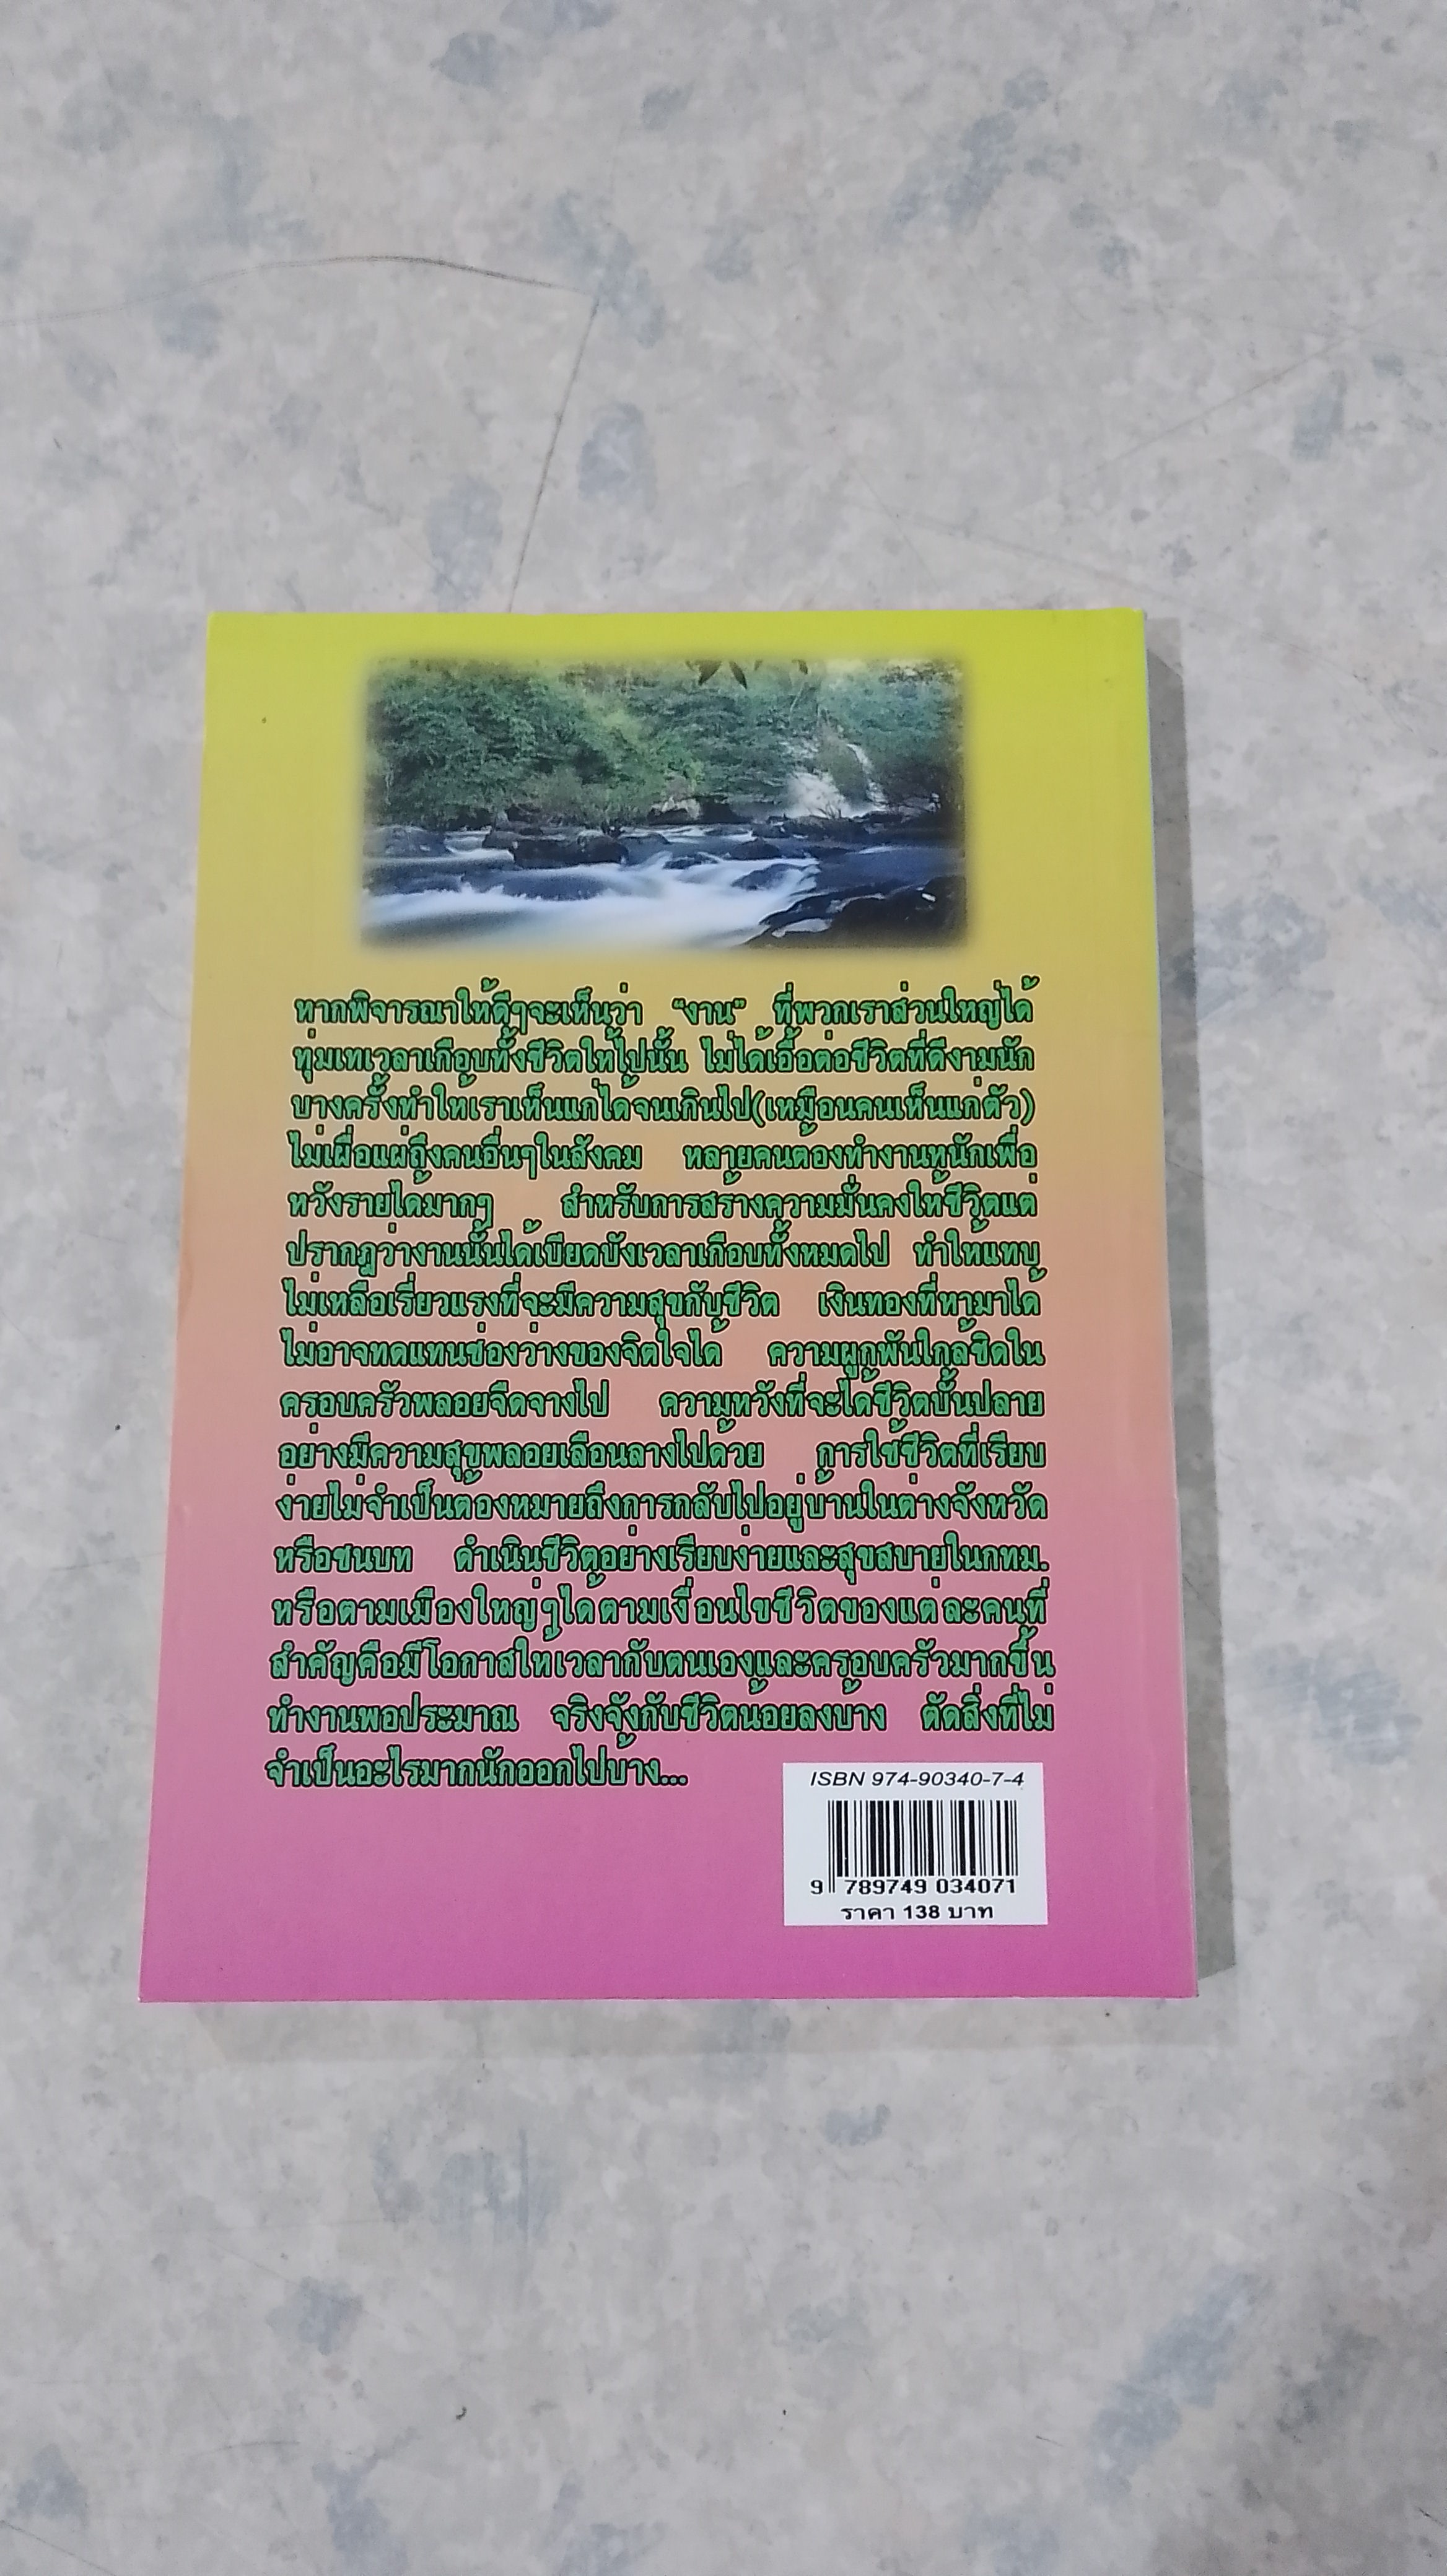 หากพิจารณาให้ดีๆจะเห็นว่า "งาน" ที่พวกเราส่วนใหญ่ได้
ทุ่มเทเวลาเกือบทั้งชีวิตให้ไปนั้น ไม่ได้เอื้อต่อชีวิตที่ดีงามนัก
บางครั้งทำให้เราเห็นแก่ได้จนเกินไป(เหมือนคนเห็นแก่ตัว)
ไม่เผื่อแผ่ถึงคนอื่นๆในสังคม หลายคนต้องทำงานหนักเพื่อ
หวังรายได้มากๆ สำหรับการสร้างความมั่นคงให้ชีวิตแต่
ปรากฏว่างานนั้นได้เบียดบังเวลาเกือบทั้งหมดไป ทำให้แทบ
ไม่เหลือเรี่ยวแรงที่จะมีความสุขกับชีวิต เงินทองที่หามาได้
ไม่อาจทดแทนช่องว่างของจิตใจได้ ความผูกพันใกล้ชิดใน
ครอบครัวพลอยจืดจางไป ความหวังที่จะได้ชีวิตบั้นปลาย
อย่างมีความสุขพลอยเลือนลางไปด้วย การใช้ชีวิตที่เรียบ
ง่ายไม่จำเป็นต้องหมายถึงการกลับไปอยู่บ้านในต่างจังหวัด
หรือชนบท ดำเนินชีวิตอย่างเรียบง่ายและสุขสบายในกทม.
หรือตามเมืองใหญ่ๆได้ตามเงื่อนไขชีวิตของแต่ละคนที่
สำคัญคือมีโอกาสให้เวลากับตนเองและครอบครัวมากขึ้น
ทำงานพอประมาณ จริงจังกับชีวิตน้อยลงบ้าง ตัดสิ่งที่ไม่
จำเป็นอะไรมากนักออกไปบ้าง...
ISBN 974-90340-7-4
9 789749 034071
ราคา 138 บาท